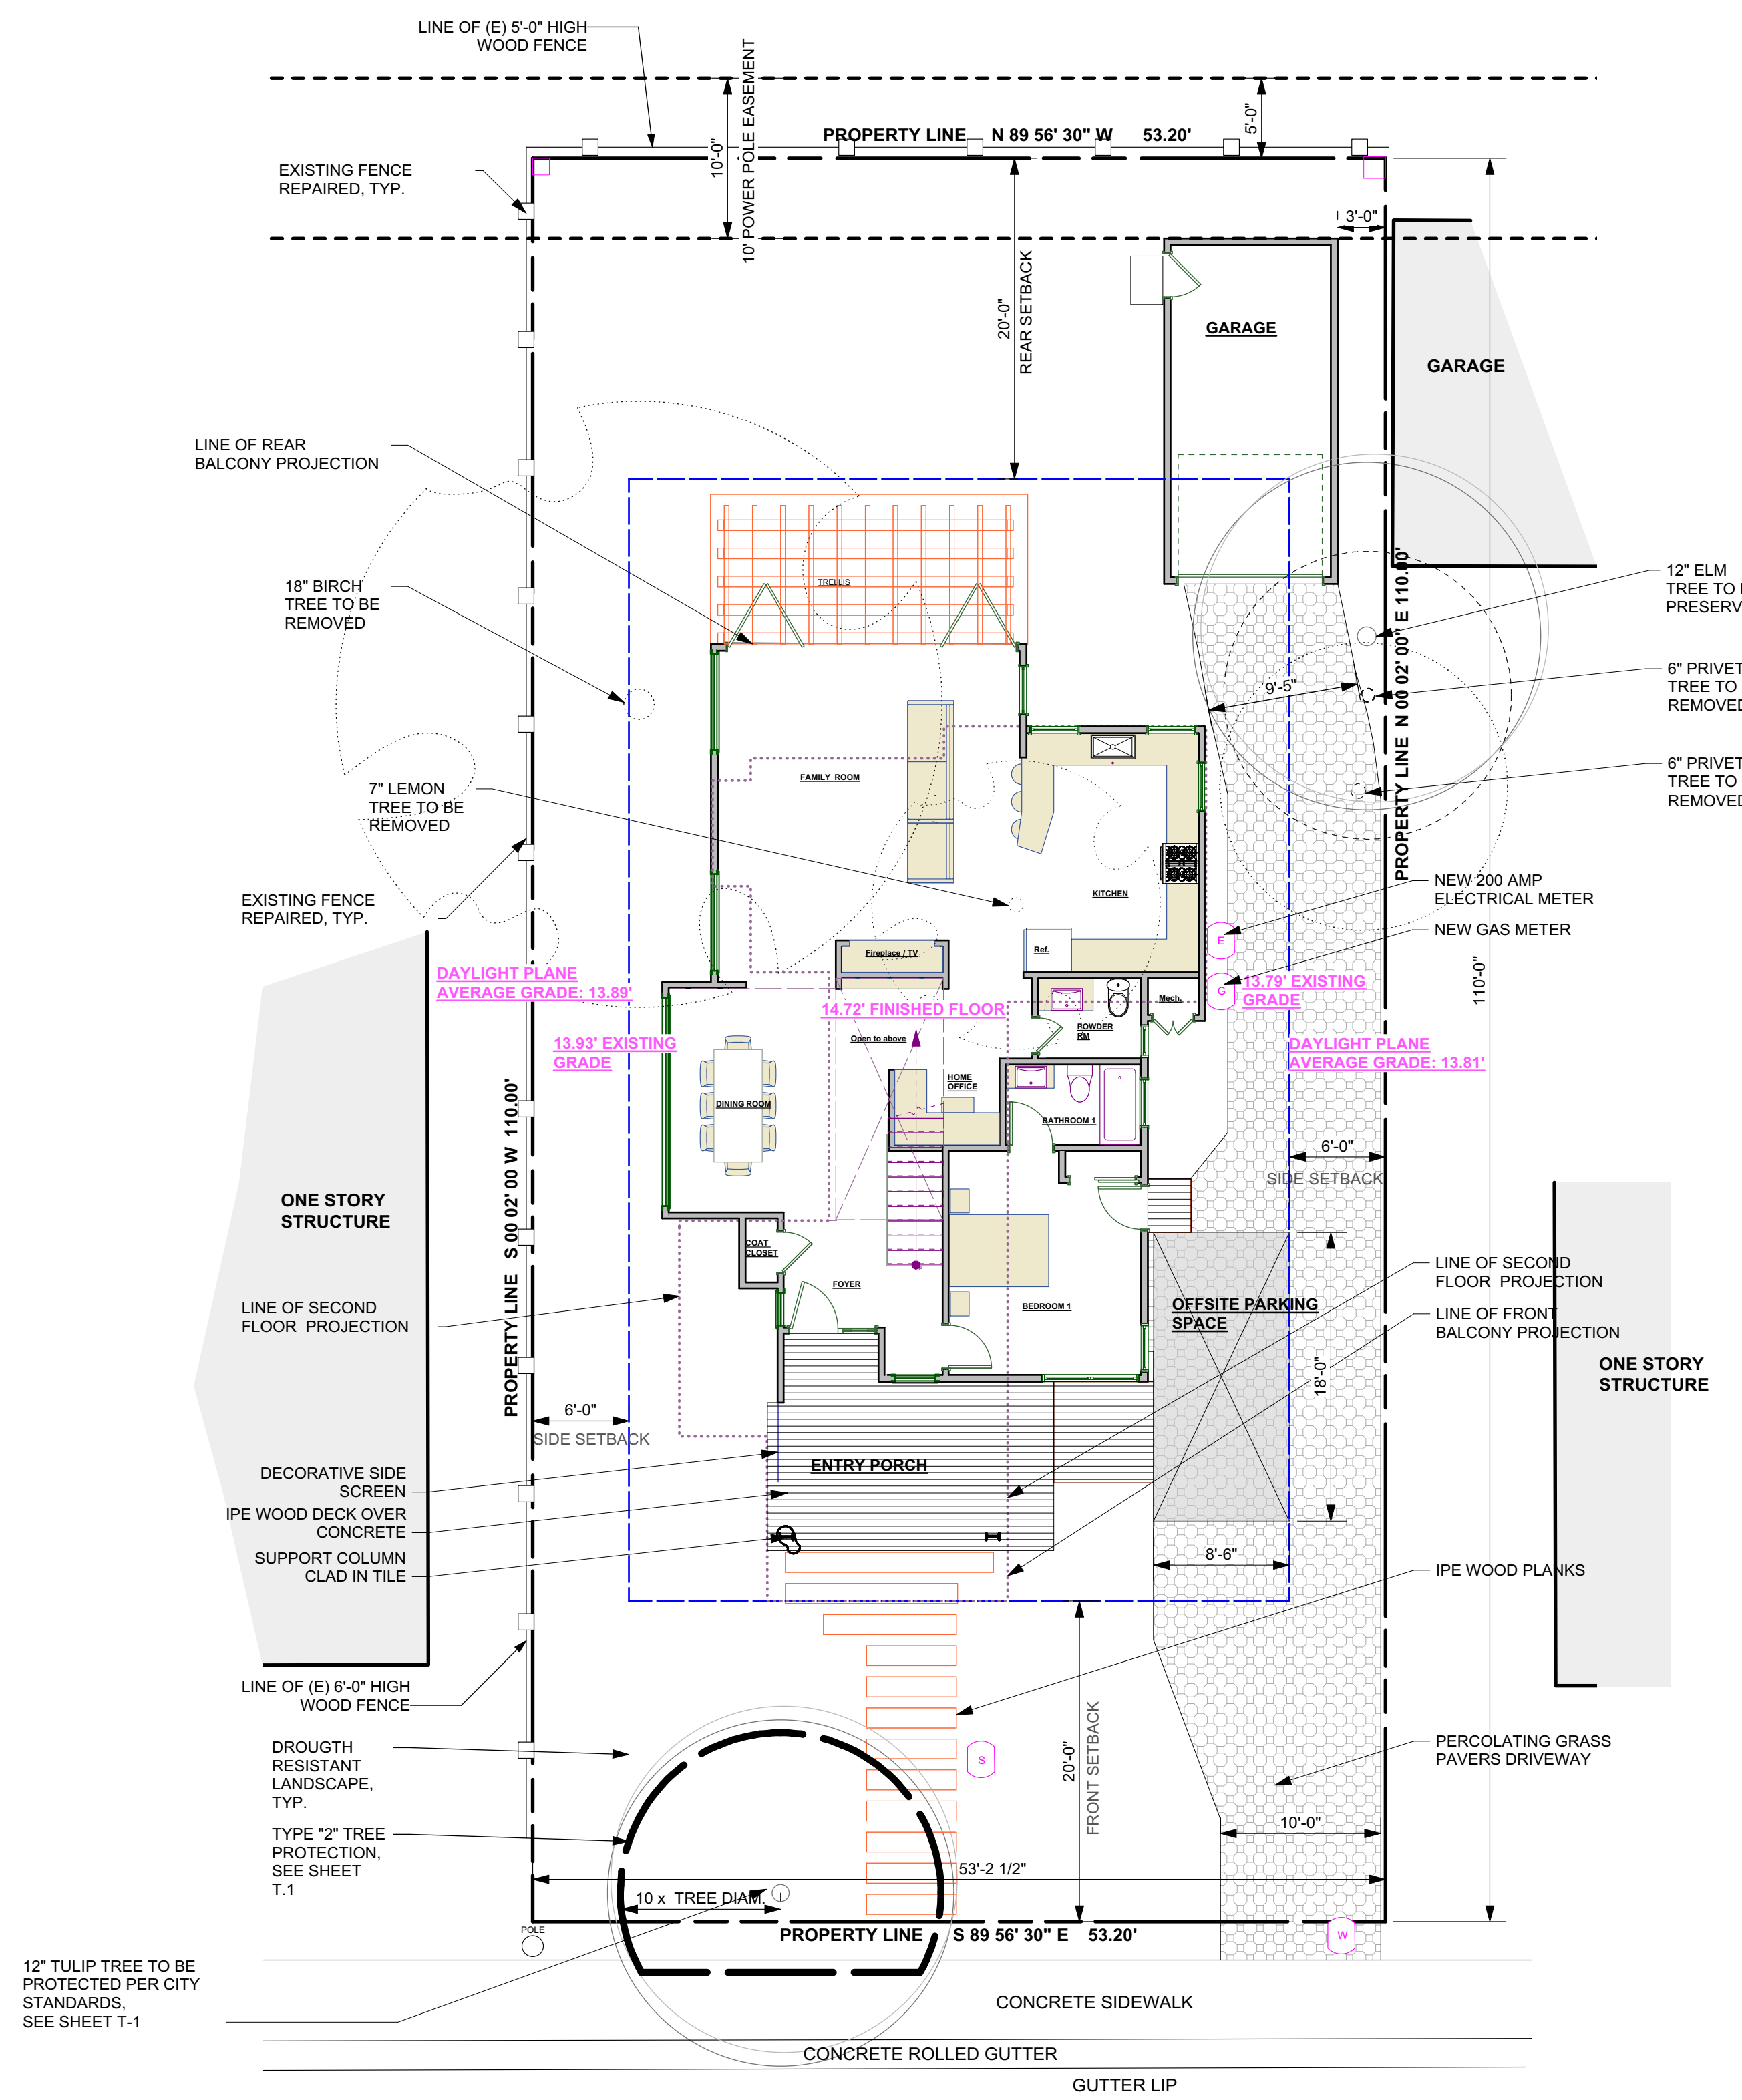 LINE OF (E) 5'-0" HIGH
WOOD FENCE
10' POWER POLE EASEMENT
10'-0"
5'-0"
PROPERTY LINE N 89 56' 30" W 53.20'
EXISTING FENCE
REPAIRED, TYP.
3'-0"
20'-0"
REAR SETBACK
GARAGE
GARAGE
LINE OF REAR
BALCONY PROJECTION
18" BIRCH
TREE TO BE
REMOVED
TRELLIS
12" ELM
TREE TO
PRESERV
PROPERTY LINE N 00 02' 00" E 110.00'
6" PRIVET
TREE TO
REMOVED
9'-5"
7" LEMON
TREE TO BE
REMOVED
FAMILY ROOM
6" PRIVET
TREE TO
REMOVED
KITCHEN
NEW 200 AMP
ELECTRICAL METER
EXISTING FENCE
REPAIRED, TYP.
NEW GAS METER
E
Ref.
Fireplace / TV
DAYLIGHT PLANE
AVERAGE GRADE: 13.89'
G
13.79' EXISTING
GRADE
110'-0"
Mech.
14.72' FINISHED FLOOR
POWDER
RM
Open to above
13.93' EXISTING
GRADE
DAYLIGHT PLANE
AVERAGE GRADE: 13.81'
HOME
OFFICE
DINING ROOM
BATHROOM 1
6'-0"
SIDE SETBACK
ONE STORY
STRUCTURE
PROPERTY LINE S 00 02' 00 W 110.00'
COAT
CLOSET
FOYER
BEDROOM 1
LINE OF SECOND
FLOOR PROJECTION
OFFSITE PARKING
SPACE
18'-0"
LINE OF SECOND
FLOOR PROJECTION
LINE OF FRONT
BALCONY PROJECTION
ONE STORY
STRUCTURE
6'-0"
SIDE SETBACK
ENTRY PORCH
DECORATIVE SIDE
SCREEN
IPE WOOD DECK OVER
CONCRETE
SUPPORT COLUMN
CLAD IN TILE
8'-6"
IPE WOOD PLANKS
LINE OF (E) 6'-0" HIGH
WOOD FENCE
DROUGTH
RESISTANT
LANDSCAPE,
TYP.
S
20'-0"
FRONT SETBACK
PERCOLATING GRASS
PAVERS DRIVEWAY
TYPE "2" TREE
PROTECTION,
SEE SHEET
T.1
10'-0"
53'-2 1/2"
10 x TREE DIAM.
POLE
PROPERTY LINE S 89 56' 30" E 53.20'
W
12" TULIP TREE TO BE
PROTECTED PER CITY
STANDARDS,
SEE SHEET T-1
CONCRETE SIDEWALK
CONCRETE ROLLED GUTTER
GUTTER LIP